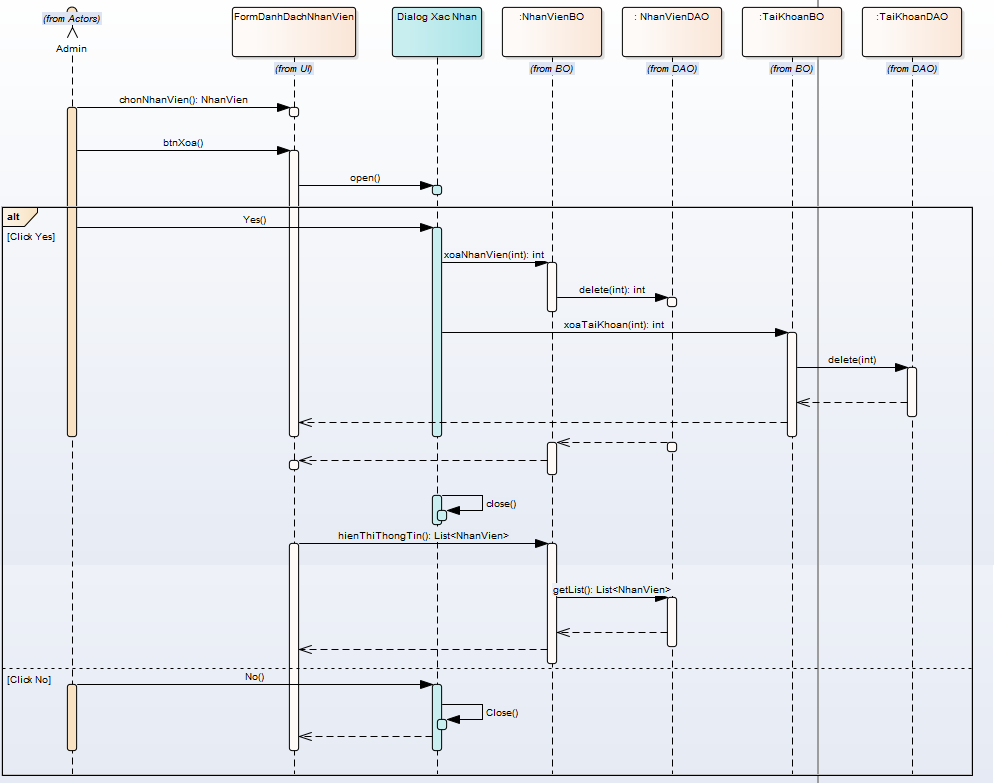 (from Actors)
Admin
FormDanhDachNhanVien
(from UI)
Dialog Xac Nhan
:NhanVienBO
(from BO)
: NhanVienDAO
(from DAO)
:TaiKhoanBO
(from BO)
:TaiKhoanDAO
(from DAO)
chonNhanVien(): NhanVien
btnXoa()
open()
alt
[Click Yes]
Yes()
xoaNhanVien(int): int
delete(int): int
xoaTaiKhoan(int): int
delete(int)
close()
hienThiThongTin(): List<NhanVien>
getList(): List<NhanVien>
[Click No]
No()
Close()